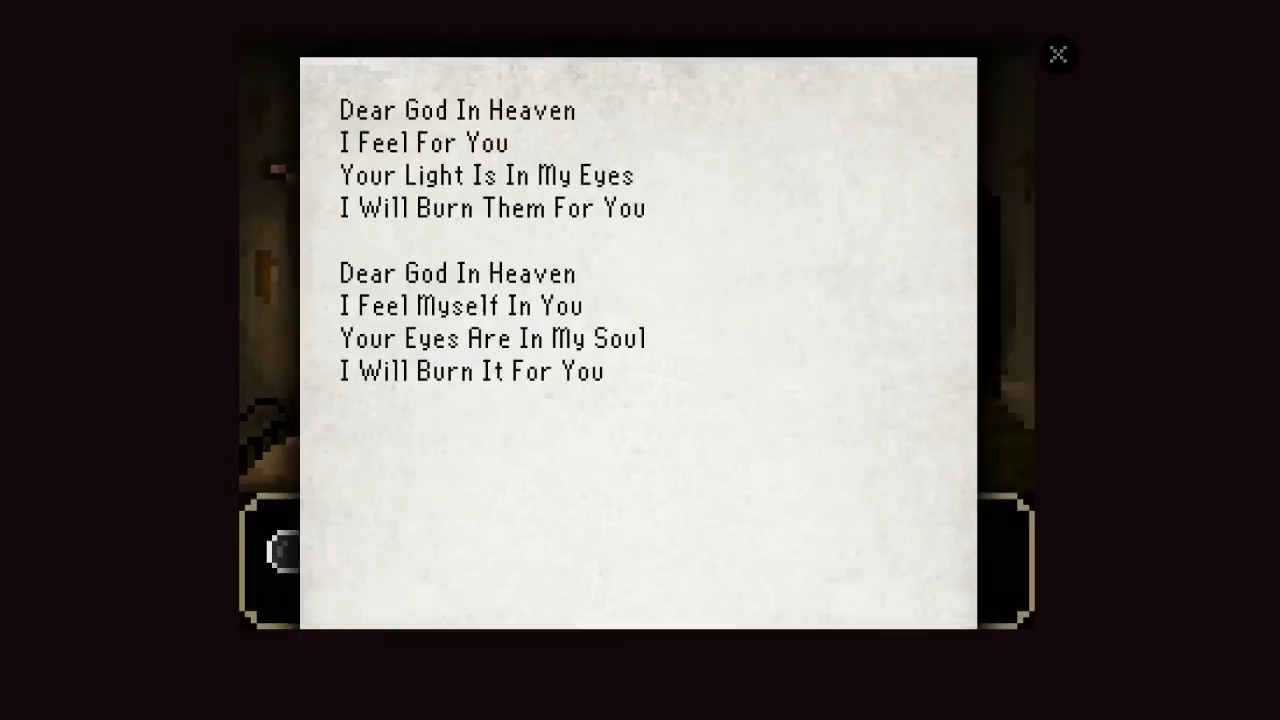 Dear God In Heaven
I Feel For You
Your Light Is In My Eyes
I Will Burn Them For You
Dear God In Heaven
I Feel Myself In You
Your Eyes Are In My Soul
I Will Burn It For You